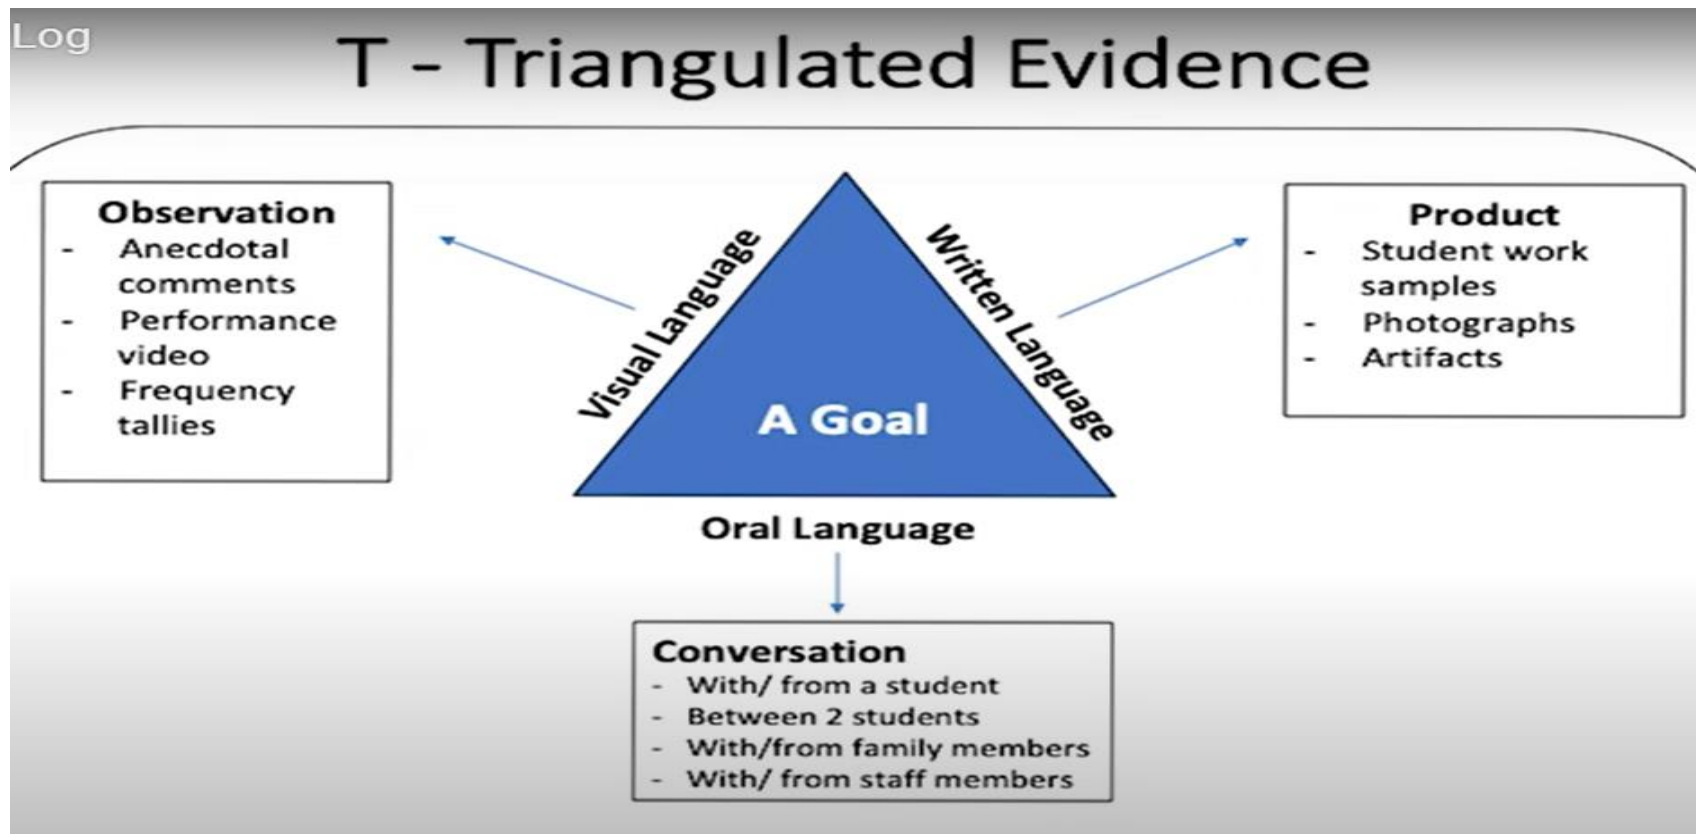 Log
T - Triangulated Evidence
Observation
- Anecdotal
comments
- Performance
video
- Frequency
tallies
Visual Language
A Goal
Written Language
Product
- Student work
samples
- Photographs
- Artifacts
Oral Language
Conversation
- With/ from a student
- Between 2 students
- With/from family members
- With/ from staff members